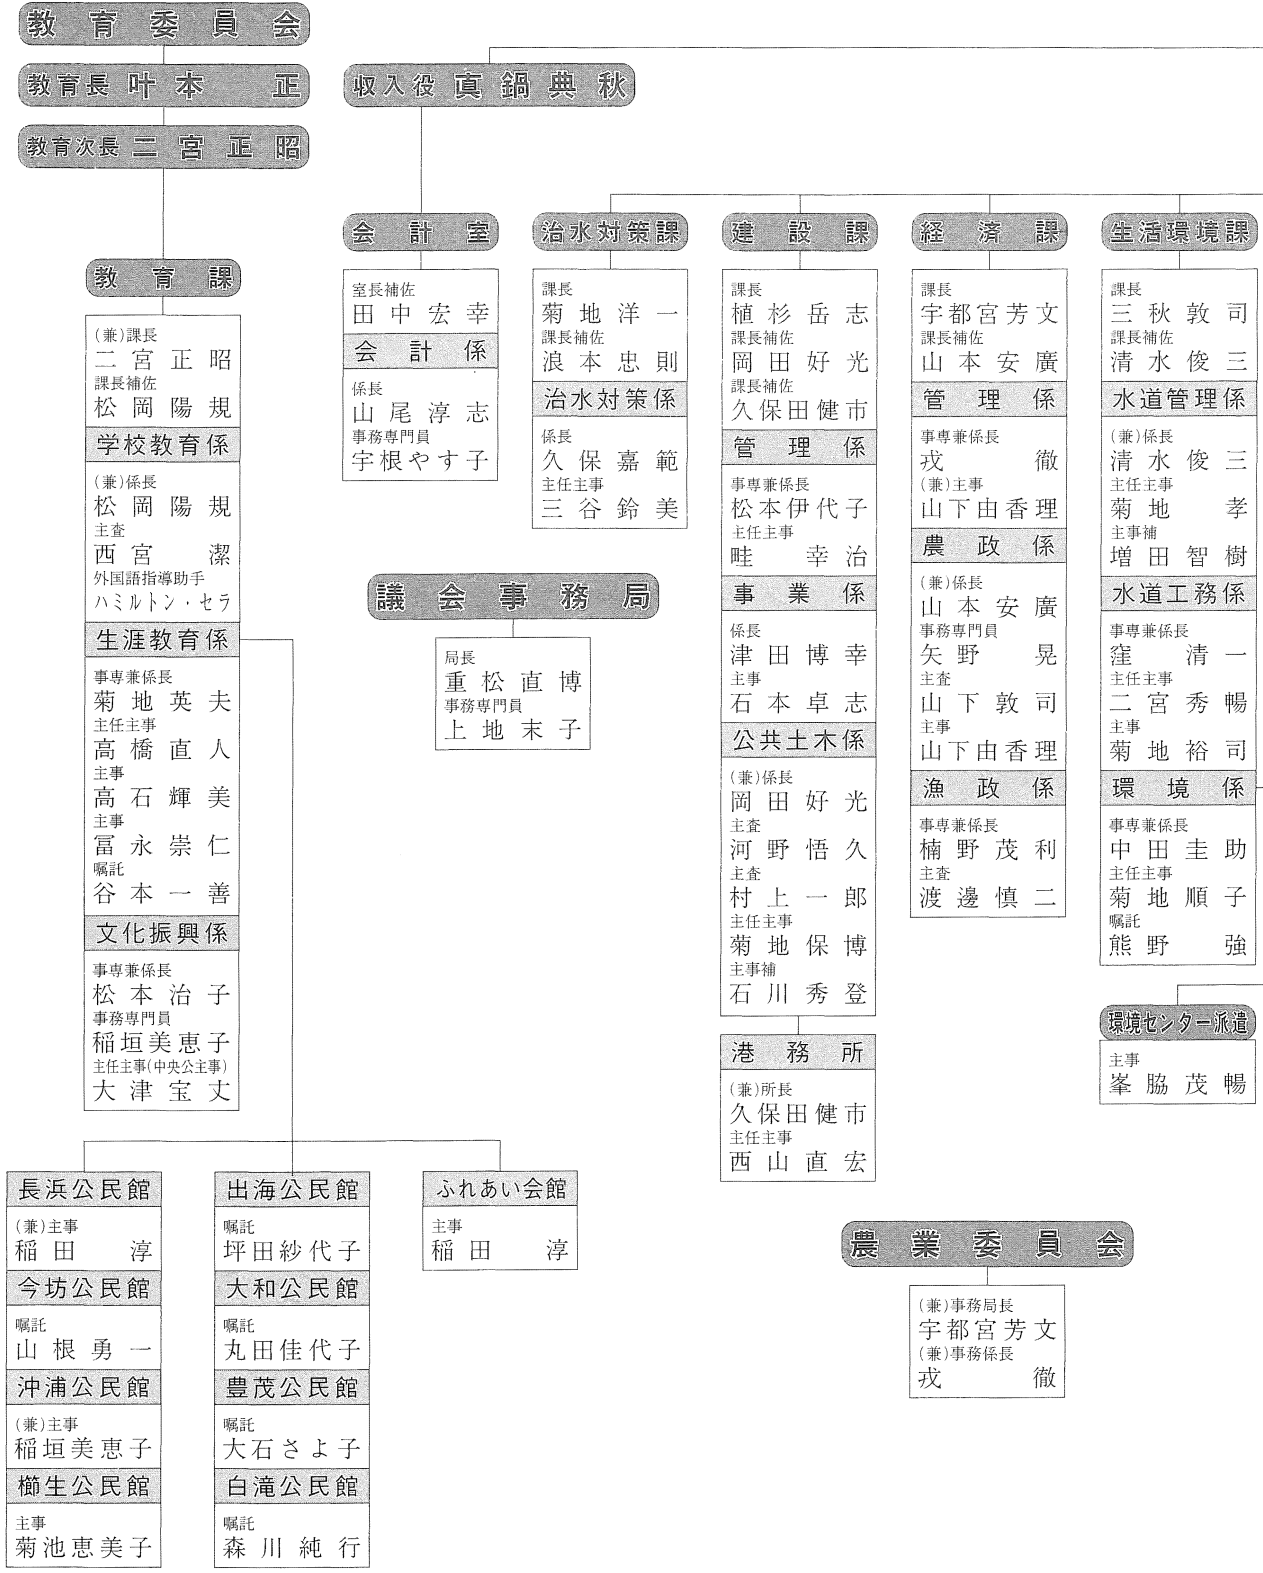 教育委員会
教育長 叶本 正
教育次長 二宮正昭
教育課
(兼)課長
二宮正昭
課長補佐
松岡陽規
学校教育係
(兼)係長
松岡陽規
主査
西宮 潔
外国語指導助手
ハミルトン・セラ
生涯教育係
事専兼係長
菊地英夫
主任主事
高橋直人
主事
高石輝美
主事
冨永崇仁
嘱託
谷本一善
文化振興係
事専兼係長
松本治子
事務専門員
稲垣美恵子
主任主事(中央公主事)
大津宝丈
長浜公民館
(兼)主事
稲田 淳
今坊公民館
嘱託
山根勇一
沖浦公民館
(兼)主事
稲垣美恵子
櫛生公民館
主事
菊池恵美子
出海公民館
嘱託
坪田紗代子
大和公民館
嘱託
丸田佳代子
豊茂公民館
嘱託
大石さよ子
白滝公民館
嘱託
森川純行
ふれあい会館
主事
稲田 淳
収入役 真鍋典秋
会計室
室長補佐
田中宏幸
会計係
係長
山尾淳志
事務専門員
宇根やす子
議会事務局
局長
重松直博
事務専門員
上地末子
治水対策課
課長
菊地洋一
課長補佐
浪本忠則
治水対策係
係長
久保嘉範
主任主事
三谷鈴美
建設課
課長
植杉岳志
課長補佐
岡田好光
課長補佐
久保田健市
管理係
事専兼係長
松本伊代子
主任主事
畦 幸治
事業係
係長
津田博幸
主事
石本卓志
公共土木係
(兼)係長
岡田好光
主査
河野悟久
主査
村上一郎
主任主事
菊地保博
主事補
石川秀登
港務所
(兼)所長
久保田健市
主任主事
西山直宏
経済課
課長
宇都宮芳文
課長補佐
山本安廣
管理係
事専兼係長
戎 徹
(兼)主事
山下由香理
農政係
(兼)係長
山本安廣
事務専門員
矢野 晃
主査
山下敦司
主事
山下由香理
漁政係
事専兼係長
楠野茂利
主査
渡邊慎二
農業委員会
(兼)事務局長
宇都宮芳文
(兼)事務係長
戎 徹
生活環境課
課長
三秋敦司
課長補佐
清水俊三
水道管理係
(兼)係長
清水俊三
主任主事
菊地 孝
主事補
増田智樹
水道工務係
事専兼係長
窪 清一
主任主事
二宮秀暢
主事
菊地裕司
環境係
事専兼係長
中田圭助
主任主事
菊地順子
嘱託
熊野 強
環境センター派遣
主事
峯脇茂暢